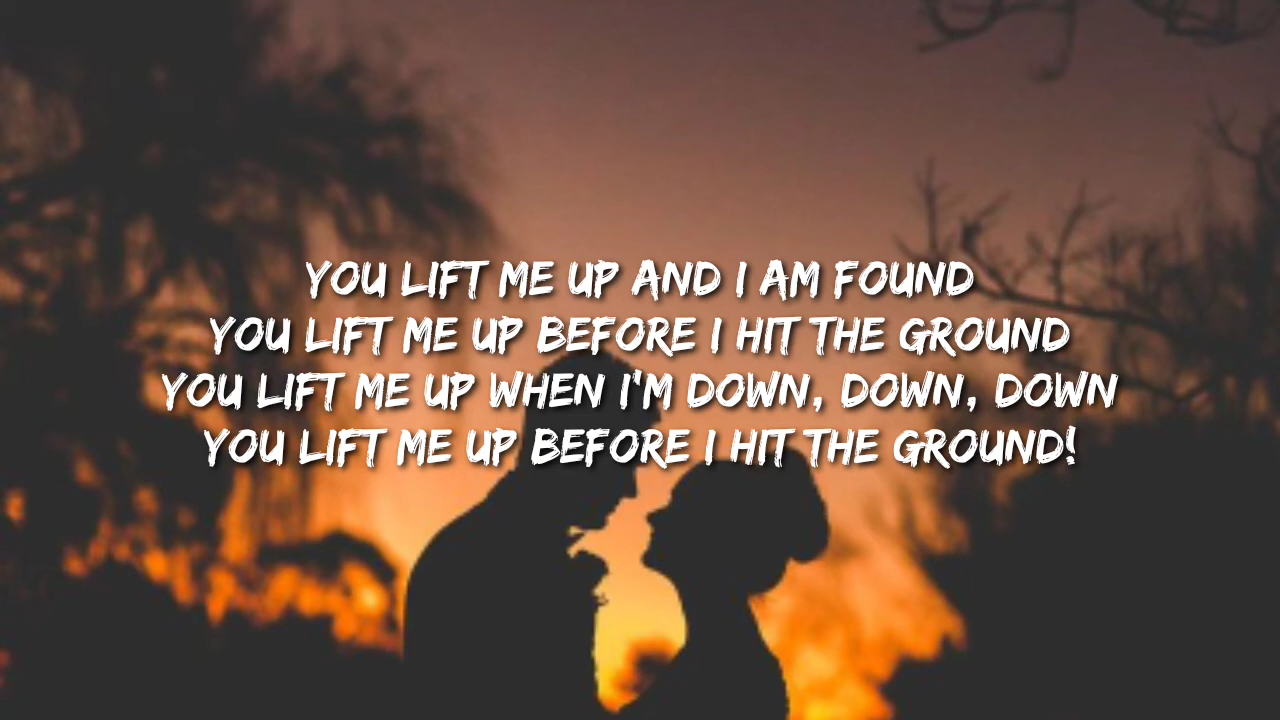 YOU LIFT ME UP AND I AM FOUND
YOU LIFT ME UP BEFORE I HIT THE GROUND
YOU LIFT ME UP WHEN I'M DOWN, DOWN, DOWN
YOU LIFT ME UP BEFORE I HIT THE GROUND!